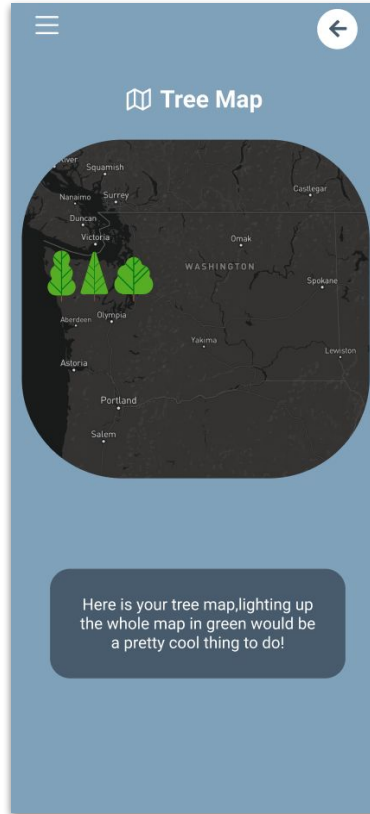 Tree Map
River
Squamish
Nanaimo Surrey
Castlegar
Duncan
Victoria
Omak
WASHINGTON
Spokane
Aberdeen Olympia
Yakima
Lewiston
Astoria
Portland
Salem
Here is your tree map,lighting up
the whole map in green would be
a pretty cool thing to do!